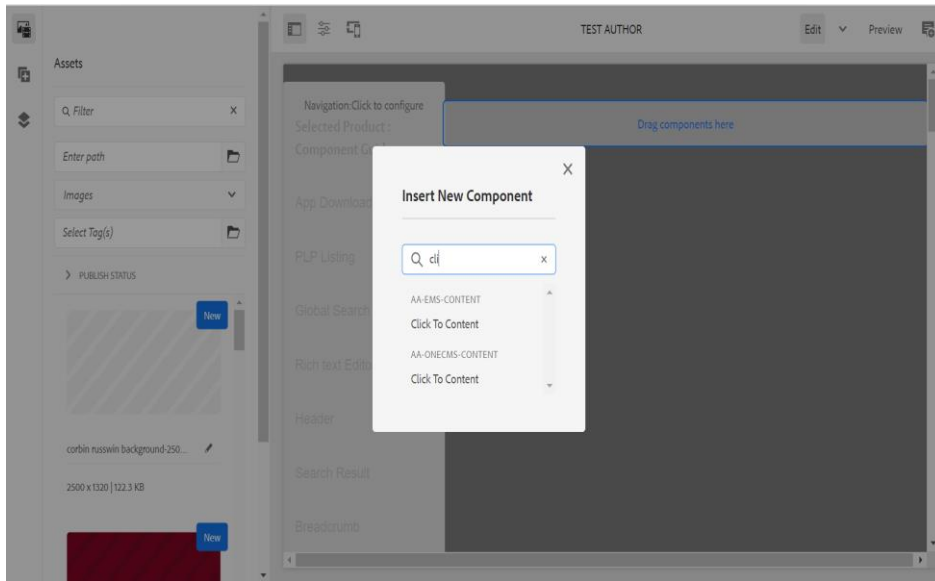 TEST AUTHOR
Edit
Preview
Assets
Filter
Enter path
Images
Select Tag(s)
PUBLISH STATUS
New
corbin russwin background-250...
2500 x 1320 | 122.3 KB
New
Navigation:Click to configure
Selected Product :
Component
App Download
PLP Listing
Global Search
Rich text Edito
Header
Search Result
Breadcrumb
Drag components here
Insert New Component
cli
AA-EMS-CONTENT
Click To Content
AA-ONECMS-CONTENT
Click To Content